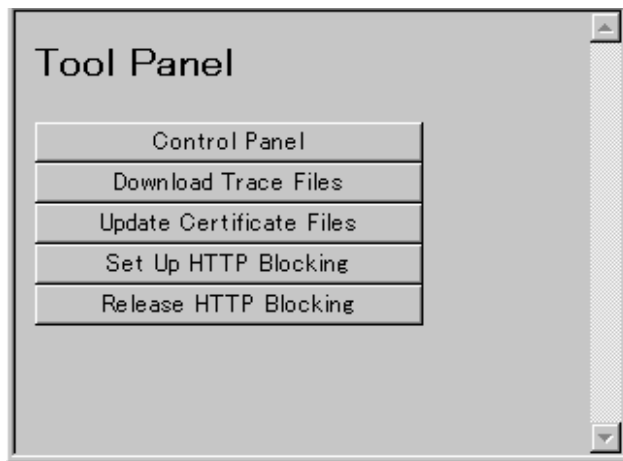 Tool Panel
Control Panel
Download Trace Files
Update Certificate Files
Set Up HTTP Blocking
Release HTTP Blocking